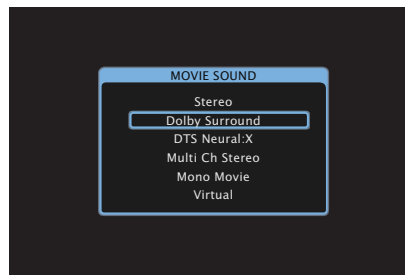 MOVIE SOUND
Stereo
Dolby Surround
DTS Neural:X
Multi Ch Stereo
Mono Movie
Virtual